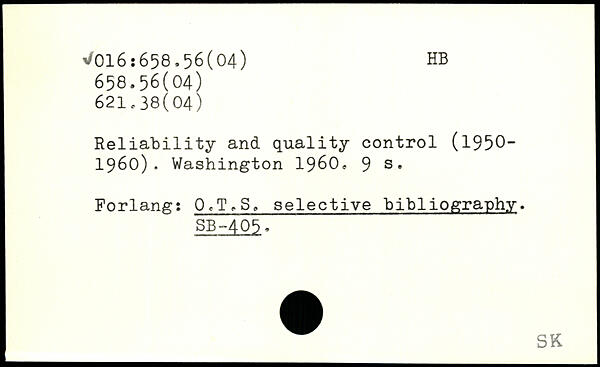 ✓016:658.56(04) HB
658.56(04)
621.38(04)
Reliability and quality control (1950-
1960). Washington 1960. 9 s.
Forlang: O.T.S. selective bibliography.
SB-405.
SK